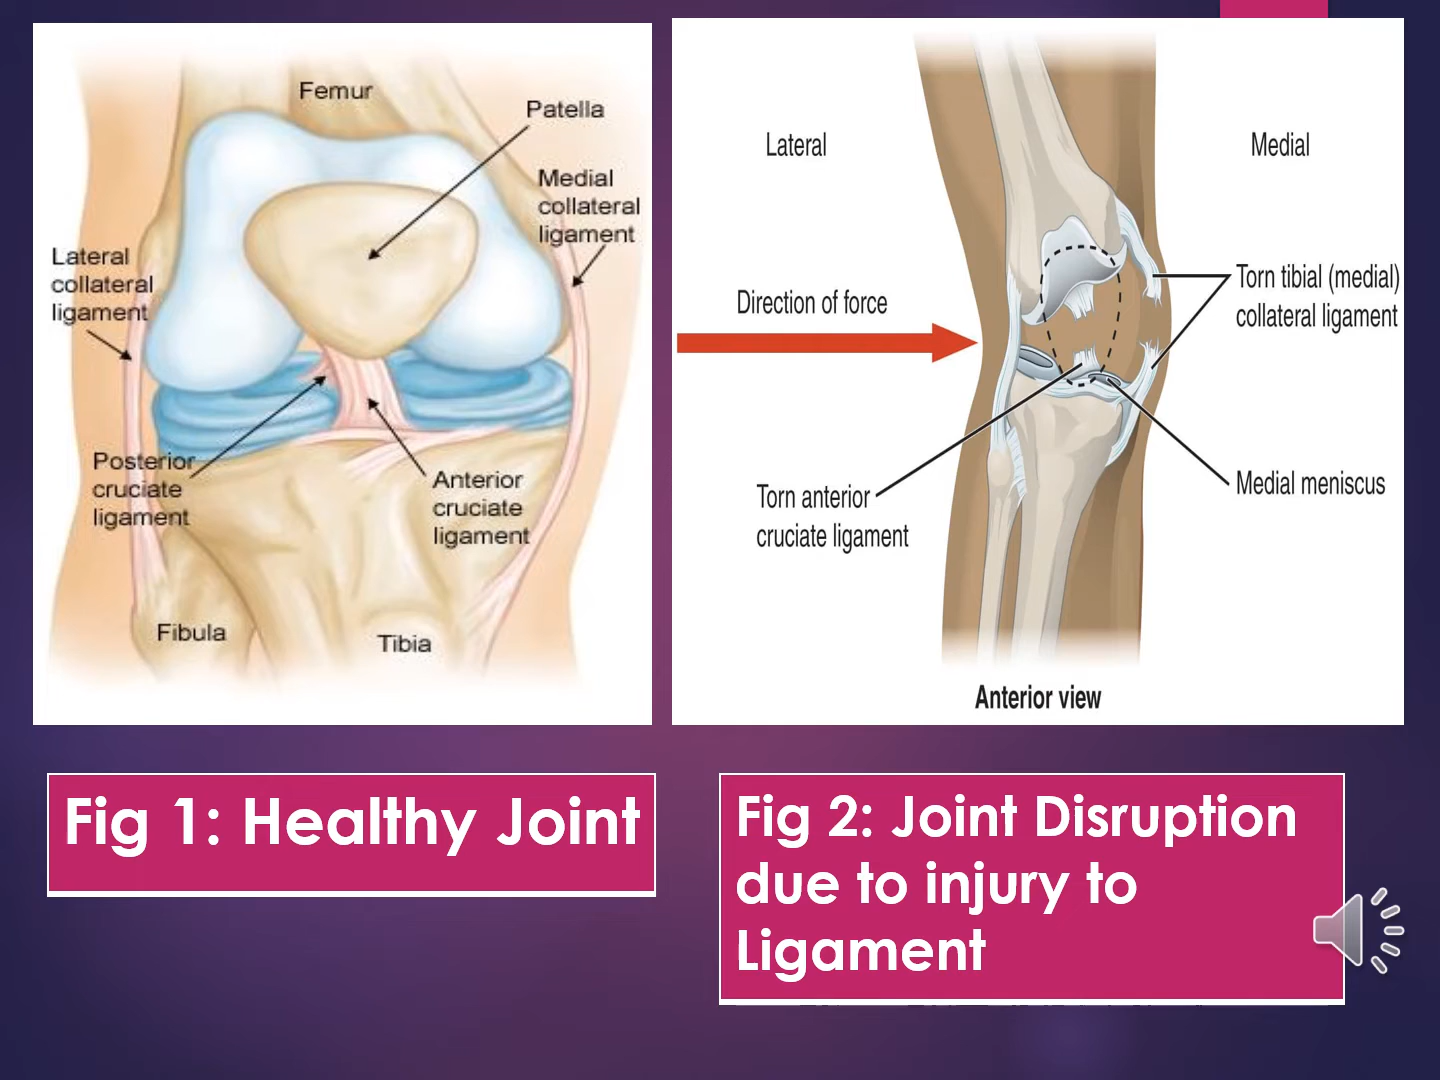 Femur
Patella
Medial
collateral
ligament
Lateral
collateral
ligament
Posterior
cruciate
ligament
Anterior
cruciate
ligament
Fibula
Tibia
Lateral
Medial
Direction of force
Torn tibial (medial)
collateral ligament
Torn anterior
cruciate ligament
Medial meniscus
Anterior view
Fig 1: Healthy Joint
Fig 2: Joint Disruption
due to injury to
Ligament